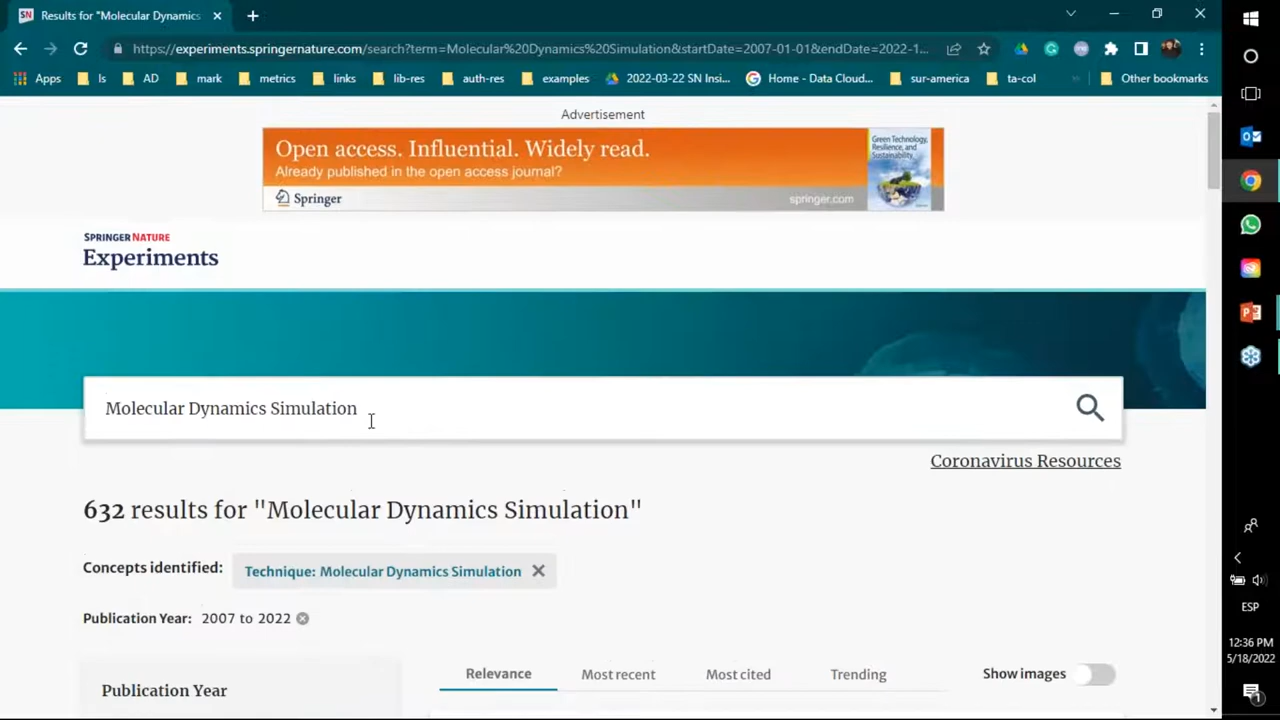 Results for "Molecular Dynamics
https://experiments.springernature.com/search?term=Molecular%20Dynamics%20Simulation&startDate=2007-01-01&endDate=2022-1...
Apps ls AD mark metrics links lib-res auth-res examples 2022-03-22 SN Insi... Home - Data Cloud... sur-america ta-col » Other bookmarks
Advertisement
Open access. Influential. Widely read.
Already published in the open access journal?
Springer
springer.com
Green Technology,
Resilience, and
Sustainability
SPRINGER NATURE
Experiments
Molecular Dynamics Simulation
Coronavirus Resources
632 results for "Molecular Dynamics Simulation"
Concepts identified: Technique: Molecular Dynamics Simulation
Publication Year: 2007 to 2022
Publication Year
Relevance Most recent Most cited Trending Show images
ESP
12:36 PM
5/18/2022
1